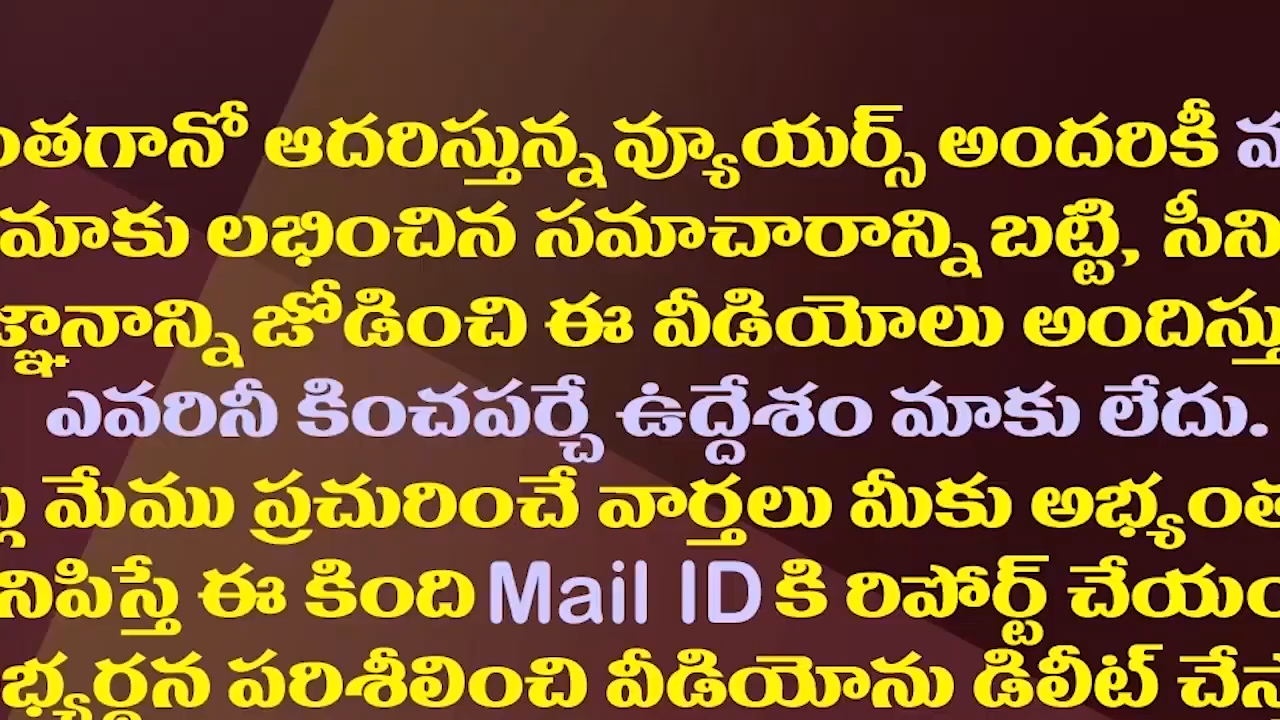 ంతగానో ఆదరిస్తున్న వ్యూయర్స్ అందరికీ
మాకు లభించిన సమాచారాన్ని బట్టి, సీని
జ్ఞానాన్ని జోడించి ఈ వీడియోలు అందిస్తు
ఎవరినీ కించపర్చే ఉద్దేశం మాకు లేదు.
మేము ప్రచురించే వార్తలు మీకు అభ్యంత
నిపిస్తే ఈ కింది Mail ID కి రిపోర్ట్ చేయం
భ్యర్థన పరిశీలించి వీడియోను డిలీట్ చేస